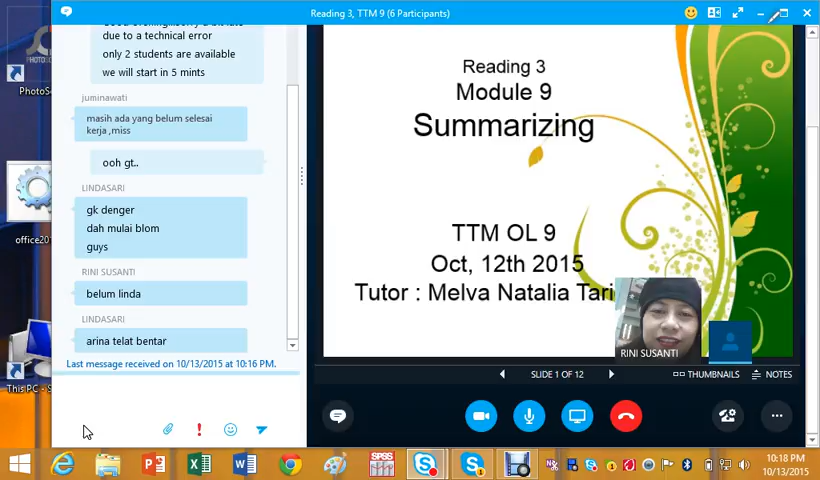 Reading 3, TTM 9 (6 Participants)
due to a technical error
only 2 students are available
we will start in 5 mints
juminawati
masih ada yang belum selesai
kerja ,miss
ooh gt..
LINDASARI
gk denger
dah mulai blom
guys
RINI SUSANTI
belum linda
LINDASARI
arina telat bentar
Last message received on 10/13/2015 at 10:16 PM.
Reading 3
Module 9
Summarizing
TTM OL 9
Oct, 12th 2015
Tutor : Melva Natalia
RINI SUSANTI
SLIDE 1 OF 12
THUMBNAILS
NOTES
office201
This PC - S
SPSS
10:18 PM
10/13/2015